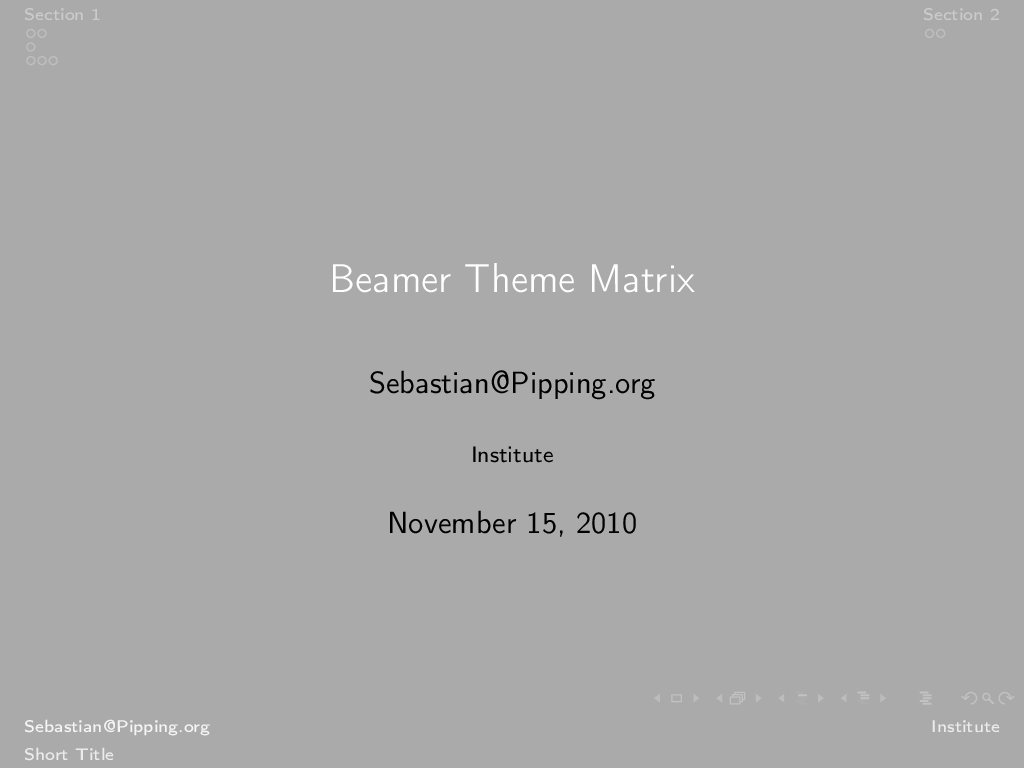 Section 1
Section 2
Beamer Theme Matrix
Sebastian@Pipping.org
Institute
November 15, 2010
Sebastian@Pipping.org
Institute
Short Title